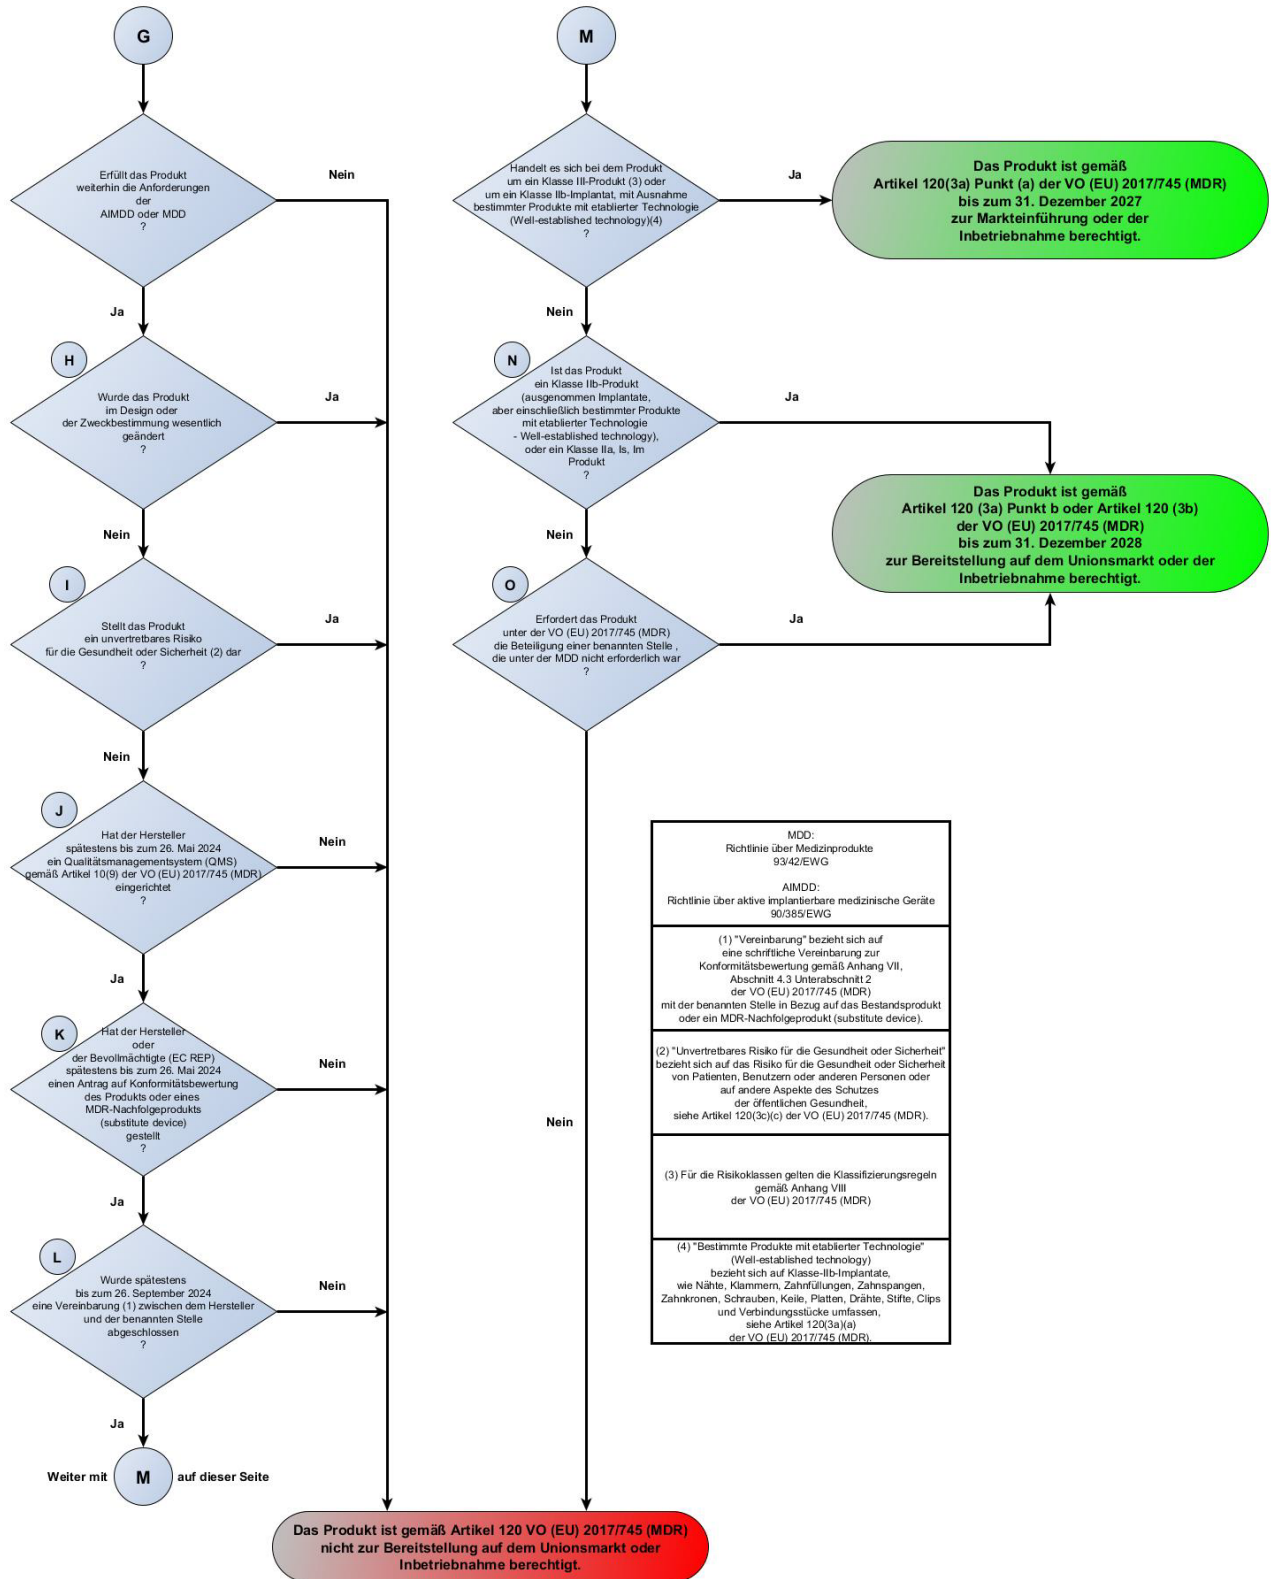 G
Erfüllt das Produkt
weiterhin die Anforderungen
der
AIMDD oder MDD
?
Nein
Ja
H
Wurde das Produkt
im Design oder
der Zweckbestimmung wesentlich
geändert
?
Ja
Nein
I
Stellt das Produkt
ein unvertretbares Risiko
für die Gesundheit oder Sicherheit (2) dar
?
Ja
Nein
J
Hat der Hersteller
spätestens bis zum 26. Mai 2024
ein Qualitätsmanagementsystem (QMS)
gemäß Artikel 10(9) der VO (EU) 2017/745 (MDR)
eingerichtet
?
Nein
Ja
K
Hat der Hersteller
oder
der Bevollmächtigte (EC REP)
spätestens bis zum 26. Mai 2024
einen Antrag auf Konformitätsbewertung
des Produkts oder eines
MDR-Nachfolgeprodukts
(substitute device)
gestellt
?
Nein
Ja
L
Wurde spätestens
bis zum 26. September 2024
eine Vereinbarung (1) zwischen dem Hersteller
und der benannten Stelle
abgeschlossen
?
Nein
Ja
Weiter mit M auf dieser Seite
M
Handelt es sich bei dem Produkt
um ein Klasse III-Produkt (3) oder
um ein Klasse IIb-Implantat, mit Ausnahme
bestimmter Produkte mit etablierter Technologie
(Well-established technology)(4)
?
Ja
Das Produkt ist gemäß
Artikel 120(3a) Punkt (a) der VO (EU) 2017/745 (MDR)
bis zum 31. Dezember 2027
zur Markteinführung oder der
Inbetriebnahme berechtigt.
Nein
N
Ist das Produkt
ein Klasse IIb-Produkt
(ausgenommen Implantate,
aber einschließlich bestimmter Produkte
mit etablierter Technologie
- Well-established technology),
oder ein Klasse IIa, Is, Im
Produkt
?
Ja
Das Produkt ist gemäß
Artikel 120 (3a) Punkt b oder Artikel 120 (3b)
der VO (EU) 2017/745 (MDR)
bis zum 31. Dezember 2028
zur Bereitstellung auf dem Unionsmarkt oder der
Inbetriebnahme berechtigt.
Nein
O
Erfordert das Produkt
unter der VO (EU) 2017/745 (MDR)
die Beteiligung einer benannten Stelle ,
die unter der MDD nicht erforderlich war
?
Ja
Nein
MDD:
Richtlinie über Medizinprodukte
93/42/EWG
AIMDD:
Richtlinie über aktive implantierbare medizinische Geräte
90/385/EWG
(1) "Vereinbarung" bezieht sich auf
eine schriftliche Vereinbarung zur
Konformitätsbewertung gemäß Anhang VII,
Abschnitt 4.3 Unterabschnitt 2
der VO (EU) 2017/745 (MDR)
mit der benannten Stelle in Bezug auf das Bestandsprodukt
oder ein MDR-Nachfolgeprodukt (substitute device).
(2) "Unvertretbares Risiko für die Gesundheit oder Sicherheit"
bezieht sich auf das Risiko für die Gesundheit oder Sicherheit
von Patienten, Benutzern oder anderen Personen oder
auf andere Aspekte des Schutzes
der öffentlichen Gesundheit,
siehe Artikel 120(3c)(c) der VO (EU) 2017/745 (MDR).
(3) Für die Risikoklassen gelten die Klassifizierungsregeln
gemäß Anhang VIII
der VO (EU) 2017/745 (MDR)
(4) "Bestimmte Produkte mit etablierter Technologie"
(Well-established technology)
bezieht sich auf Klasse-IIb-Implantate,
wie Nähte, Klammern, Zahnfüllungen, Zahnspangen,
Zahnkronen, Schrauben, Keile, Platten, Drähte, Stifte, Clips
und Verbindungsstücke umfassen,
siehe Artikel 120(3a)(a)
der VO (EU) 2017/745 (MDR).
Das Produkt ist gemäß Artikel 120 VO (EU) 2017/745 (MDR)
nicht zur Bereitstellung auf dem Unionsmarkt oder
Inbetriebnahme berechtigt.